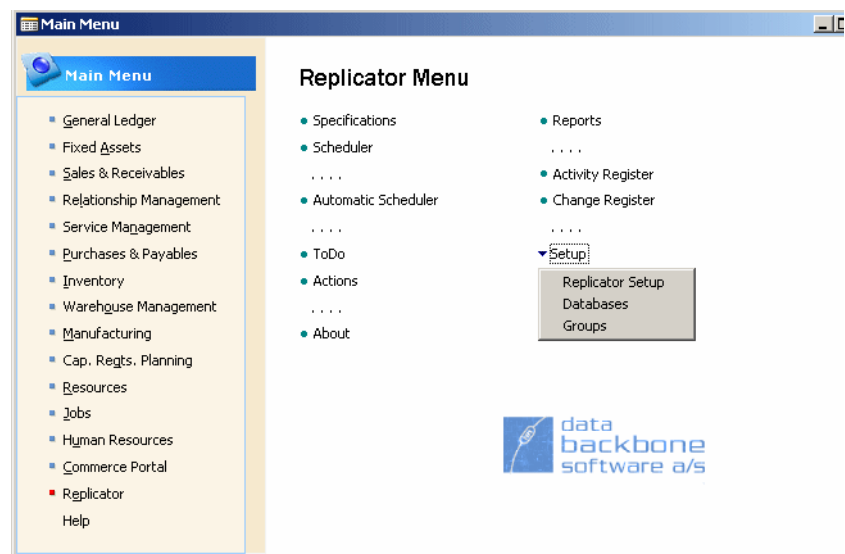 Main Menu
Main Menu
General Ledger
Fixed Assets
Sales & Receivables
Relationship Management
Service Management
Purchases & Payables
Inventory
Warehouse Management
Manufacturing
Cap. Reqts. Planning
Resources
Jobs
Human Resources
Commerce Portal
Replicator
Help
Replicator Menu
Specifications
Scheduler
. . . .
Automatic Scheduler
. . . .
ToDo
Actions
. . . .
About
Reports
. . . .
Activity Register
Change Register
. . . .
Setup
Replicator Setup
Databases
Groups
data
backbone
software a/s